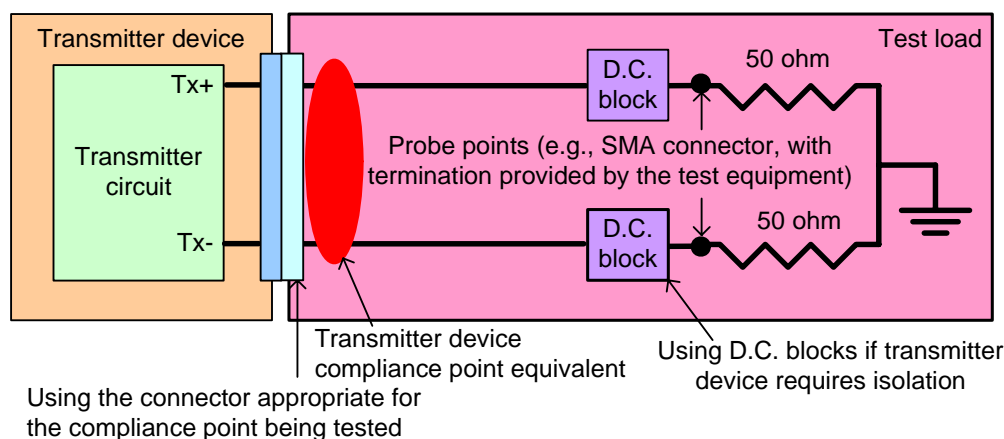 Transmitter device
Test load
50 ohm
D.C.
block
Tx+
Transmitter
circuit
Probe points (e.g., SMA connector, with
termination provided by the test equipment)
50 ohm
D.C.
block
Tx-
Transmitter device
compliance point equivalent
Using D.C. blocks if transmitter
device requires isolation
Using the connector appropriate for
the compliance point being tested